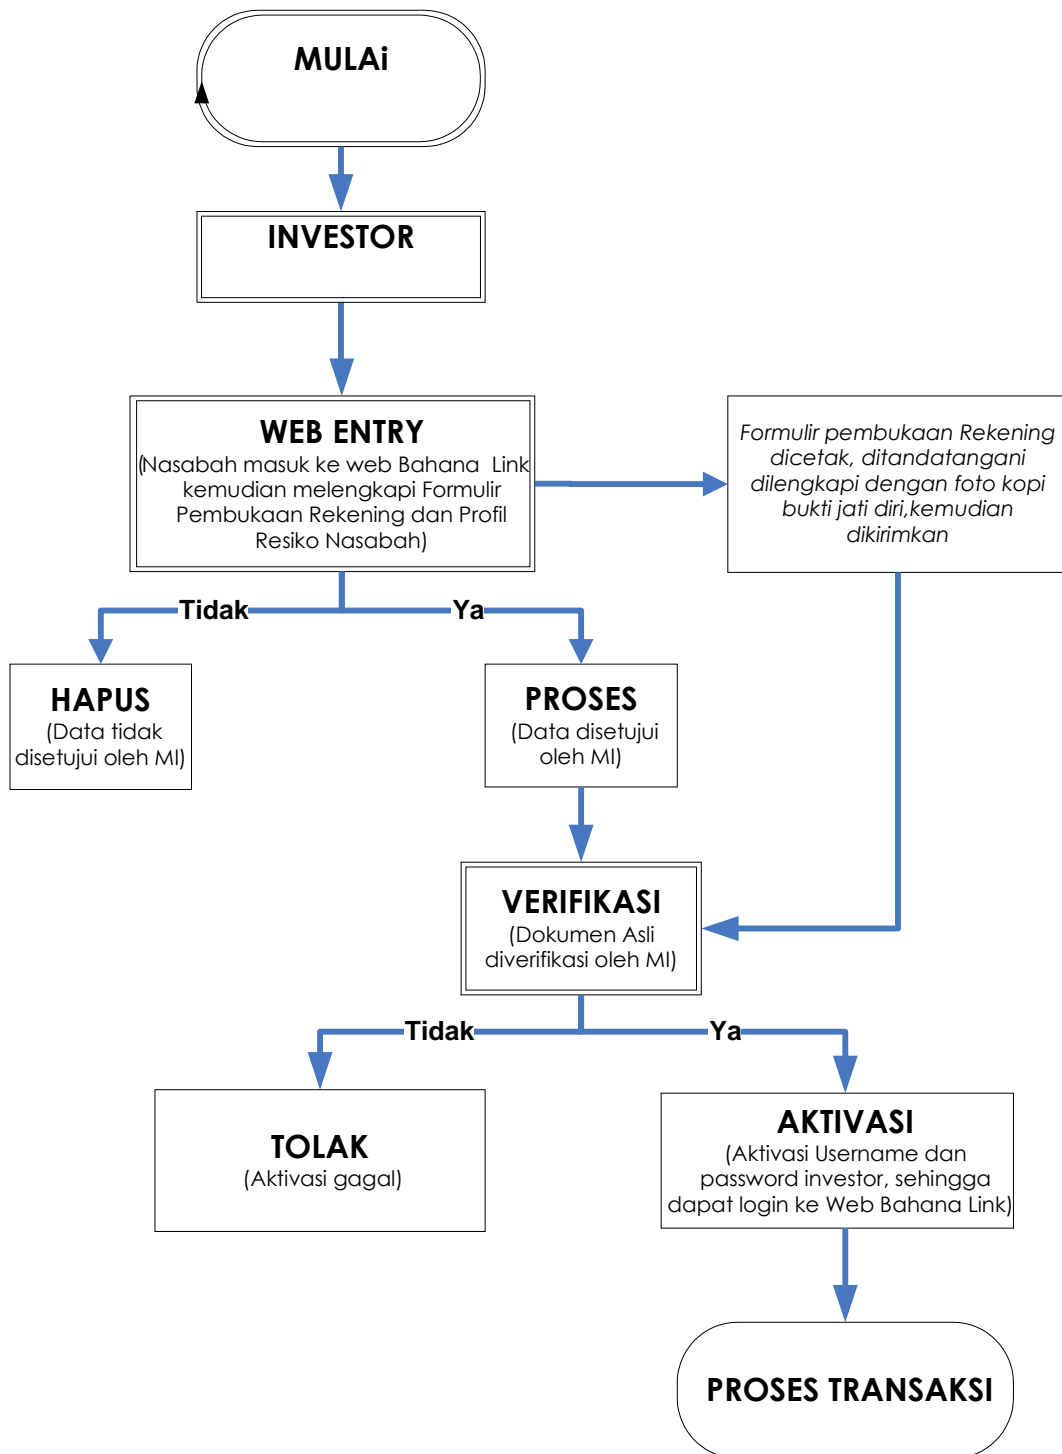 MULAi
INVESTOR
WEB ENTRY
(Nasabah masuk ke web Bahana  Link
kemudian melengkapi Formulir
Pembukaan Rekening dan Profil
Resiko Nasabah)
Formulir pembukaan Rekening
dicetak, ditandatangani
dilengkapi dengan foto kopi
bukti jati diri,kemudian
dikirimkan
Tidak
Ya
HAPUS
(Data tidak
disetujui oleh MI)
PROSES
(Data disetujui
oleh MI)
VERIFIKASI
(Dokumen Asli
diverifikasi oleh MI)
Tidak
Ya
TOLAK
(Aktivasi gagal)
AKTIVASI
(Aktivasi Username dan
password investor, sehingga
dapat login ke Web Bahana Link)
PROSES TRANSAKSI